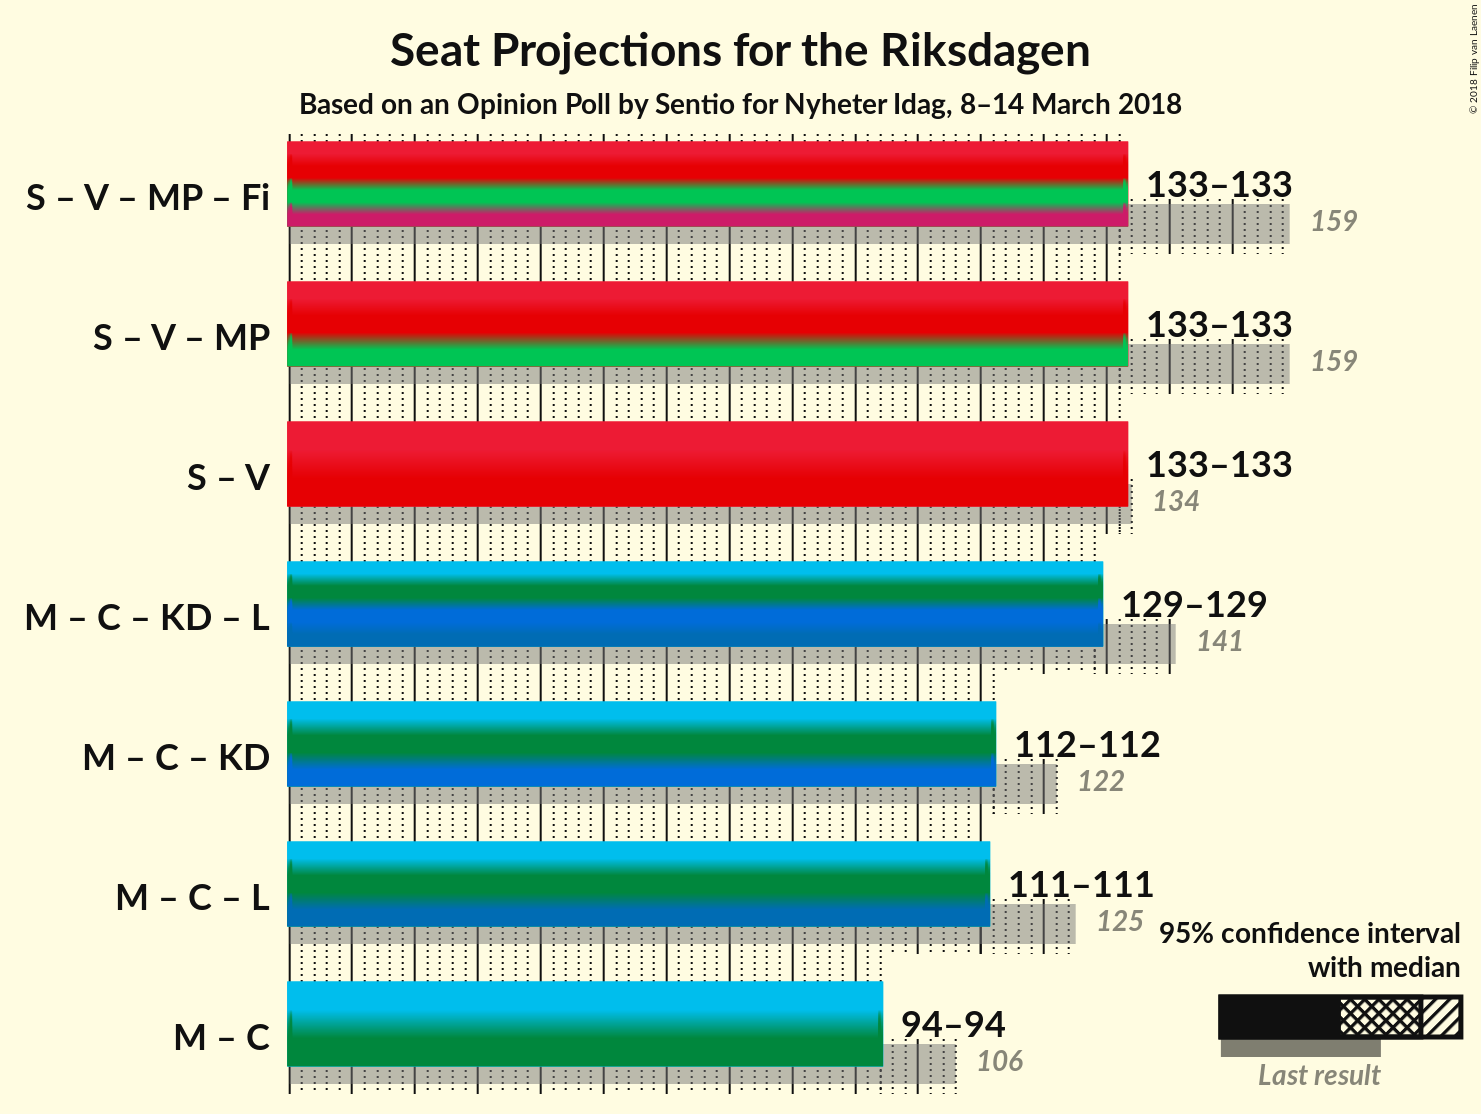 Seat Projections for the Riksdagen
Based on an Opinion Poll by Sentio for Nyheter Idag, 8–14 March 2018
© 2018 Filip van Laenen
S – V – MP – Fi
133–133
159
S – V – MP
133–133
159
S – V
133–133
134
M – C – KD – L
129–129
141
M – C – KD
112–112
122
M – C – L
111–111
125
M – C
94–94
106
95% confidence interval
with median
Last result